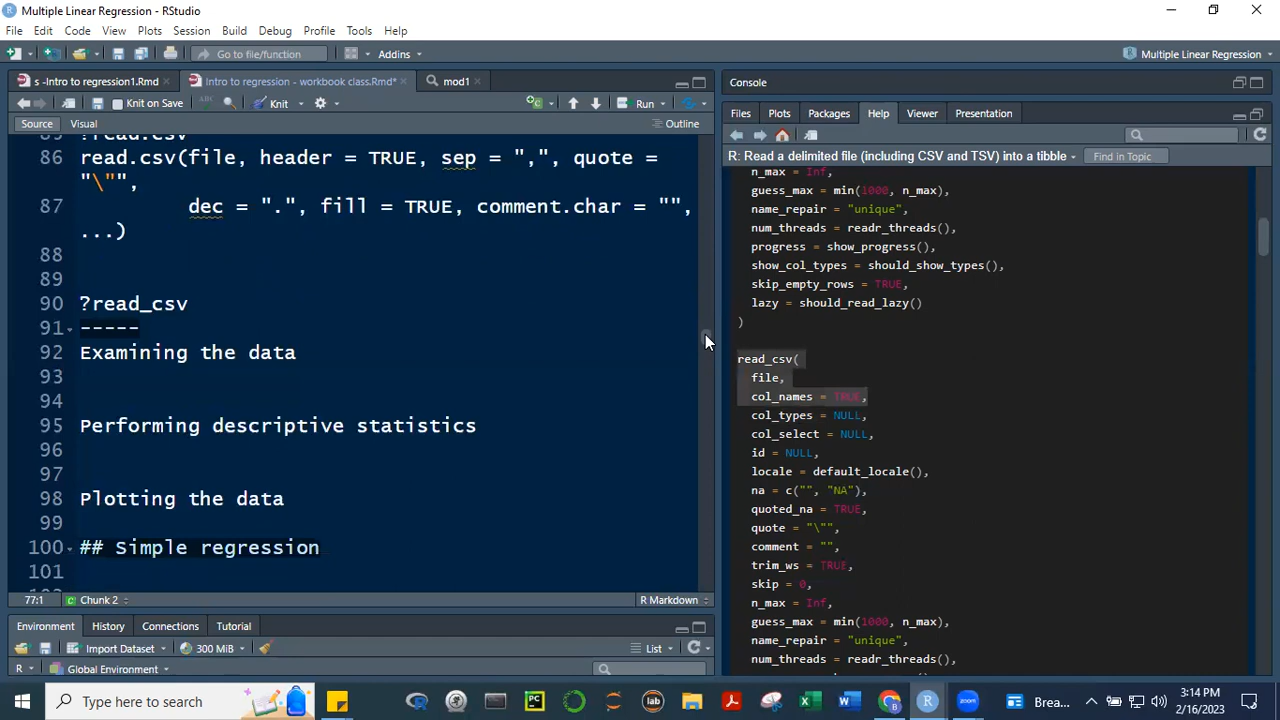 Multiple Linear Regression - RStudio
File Edit Code View Plots Session Build Debug Profile Tools Help
Go to file/function Addins Multiple Linear Regression
s -Intro to regression1.Rmd Intro to regression - workbook class.Rmd* mod1
Knit on Save Knit Run
Source Visual Outline
?read.csv
86 read.csv(file, header = TRUE, sep = ",", quote =
"\"",
87 dec = ".", fill = TRUE, comment.char = "",
...)
88
89
90 ?read_csv
91 -----
92 Examining the data
93
94
95 Performing descriptive statistics
96
97
98 Plotting the data
99
100 ## Simple regression
101
77:1 Chunk 2 R Markdown
Environment History Connections Tutorial
Import Dataset 300 MiB List
R Global Environment
Console
Files Plots Packages Help Viewer Presentation
R: Read a delimited file (including CSV and TSV) into a tibble Find in Topic
n_max = Inf,
guess_max = min(1000, n_max),
name_repair = "unique",
num_threads = readr_threads(),
progress = show_progress(),
show_col_types = should_show_types(),
skip_empty_rows = TRUE,
lazy = should_read_lazy()
)
read_csv(
file,
col_names = TRUE,
col_types = NULL,
col_select = NULL,
id = NULL,
locale = default_locale(),
na = c("", "NA"),
quoted_na = TRUE,
quote = "\"",
comment = "",
trim_ws = TRUE,
skip = 0,
n_max = Inf,
guess_max = min(1000, n_max),
name_repair = "unique",
num_threads = readr_threads(),
Type here to search
Brea...
3:14 PM
2/16/2023